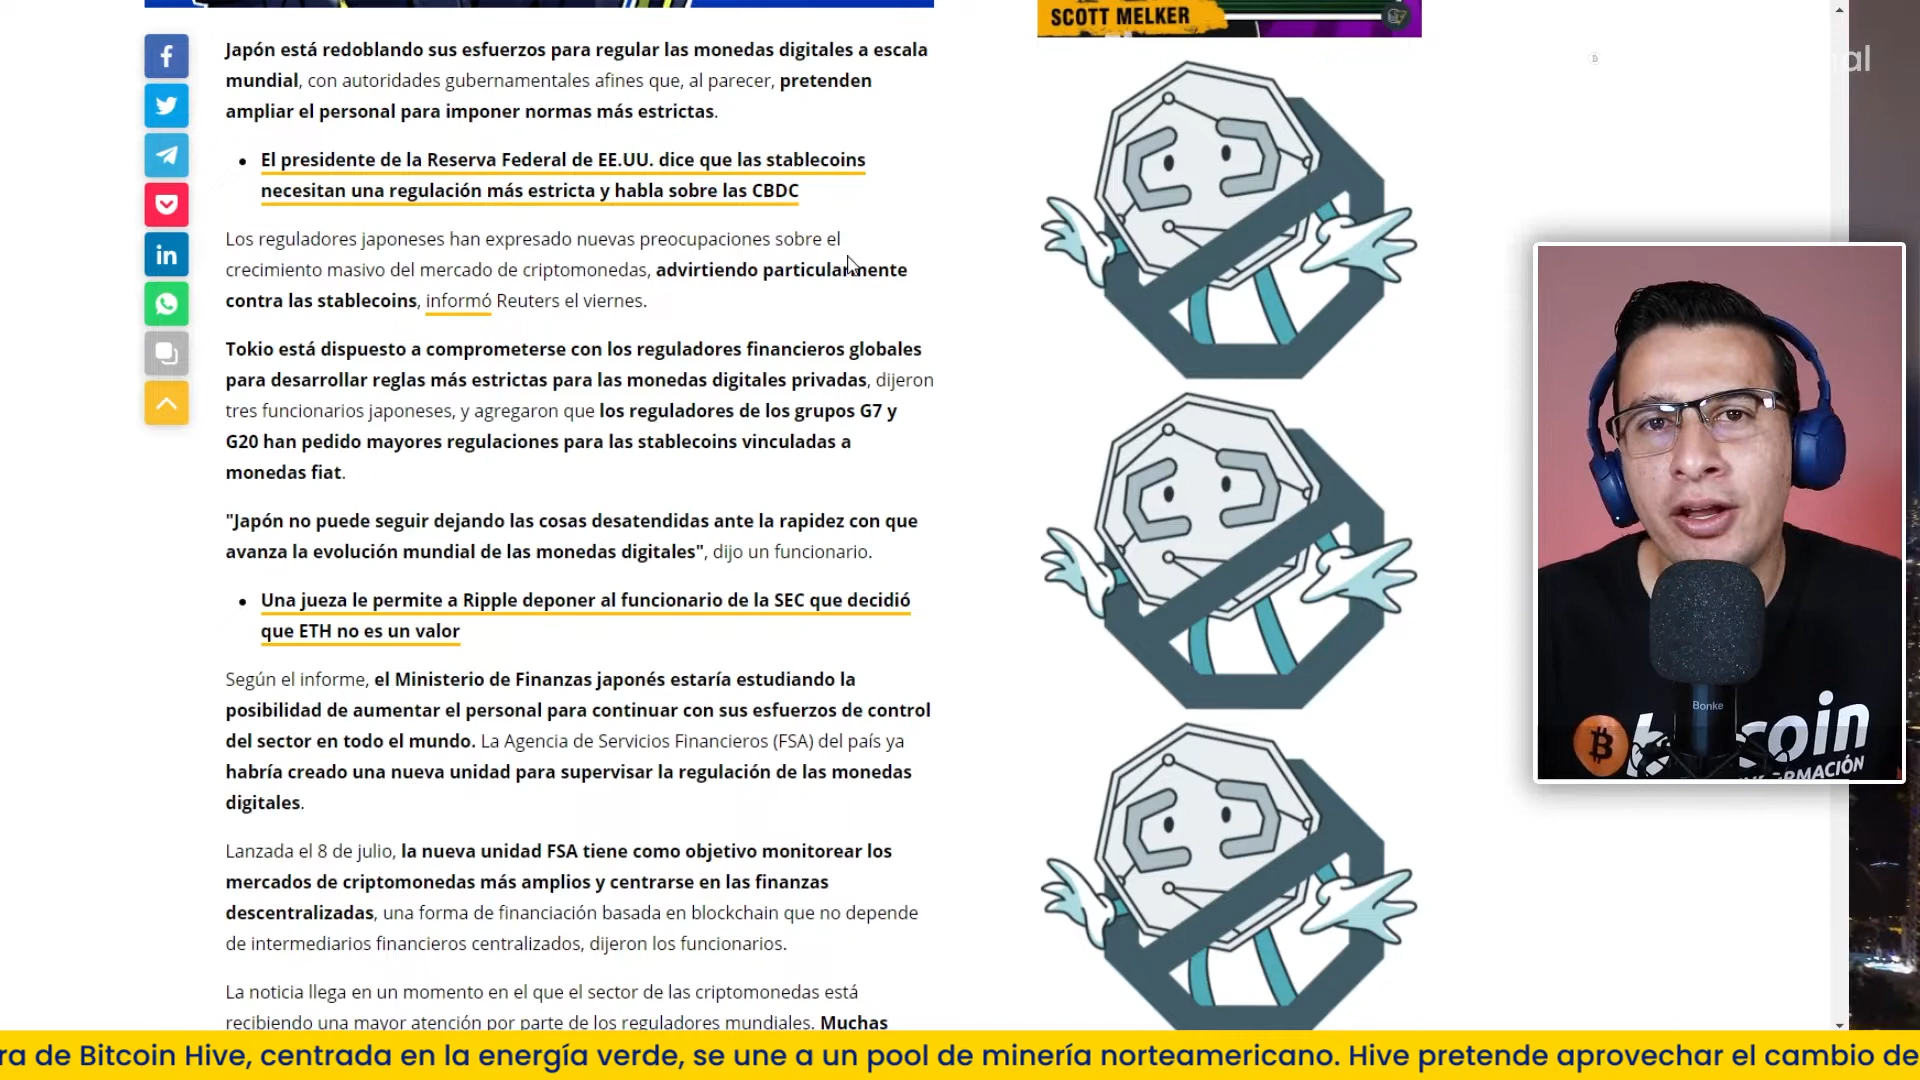 SCOTT MELKER
nal
Japón está redoblando sus esfuerzos para regular las monedas digitales a escala
mundial, con autoridades gubernamentales afines que, al parecer, pretenden
ampliar el personal para imponer normas más estrictas.
El presidente de la Reserva Federal de EE.UU. dice que las stablecoins
necesitan una regulación más estricta y habla sobre las CBDC
Los reguladores japoneses han expresado nuevas preocupaciones sobre el
crecimiento masivo del mercado de criptomonedas, advirtiendo particularmente
contra las stablecoins, informó Reuters el viernes.
Tokio está dispuesto a comprometerse con los reguladores financieros globales
para desarrollar reglas más estrictas para las monedas digitales privadas, dijeron
tres funcionarios japoneses, y agregaron que los reguladores de los grupos G7 y
G20 han pedido mayores regulaciones para las stablecoins vinculadas a
monedas fiat.
"Japón no puede seguir dejando las cosas desatendidas ante la rapidez con que
avanza la evolución mundial de las monedas digitales", dijo un funcionario.
Una jueza le permite a Ripple deponer al funcionario de la SEC que decidió
que ETH no es un valor
Según el informe, el Ministerio de Finanzas japonés estaría estudiando la
posibilidad de aumentar el personal para continuar con sus esfuerzos de control
del sector en todo el mundo. La Agencia de Servicios Financieros (FSA) del país ya
habría creado una nueva unidad para supervisar la regulación de las monedas
digitales.
Lanzada el 8 de julio, la nueva unidad FSA tiene como objetivo monitorear los
mercados de criptomonedas más amplios y centrarse en las finanzas
descentralizadas, una forma de financiación basada en blockchain que no depende
de intermediarios financieros centralizados, dijeron los funcionarios.
La noticia llega en un momento en el que el sector de las criptomonedas está
recibiendo una mayor atención por parte de los reguladores mundiales. Muchas
Bonke
coin
ra de Bitcoin Hive, centrada en la energía verde, se une a un pool de minería norteamericano. Hive pretende aprovechar el cambio de